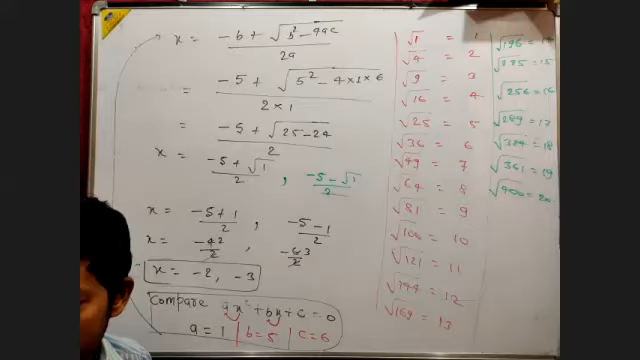 x = -b + √b² - 4ac / 2a
= -5 + √5² - 4×1×6 / 2×1
= -5 + √25-24 / 2
x = -5 + √1 / 2 , -5 - √1 / 2
x = -5+1 / 2 , -5-1 / 2
x = -4 2 / 2 , -6 3 / 2
x = -2, -3
Compare ax² + bx + c = 0
a = 1 | b = 5 | c = 6
√1 = 1
√4 = 2
√9 = 3
√16 = 4
√25 = 5
√36 = 6
√49 = 7
√64 = 8
√81 = 9
√100 = 10
√121 = 11
√144 = 12
√169 = 13
√196 = 14
√225 = 15
√256 = 16
√289 = 17
√324 = 18
√361 = 19
√400 = 20